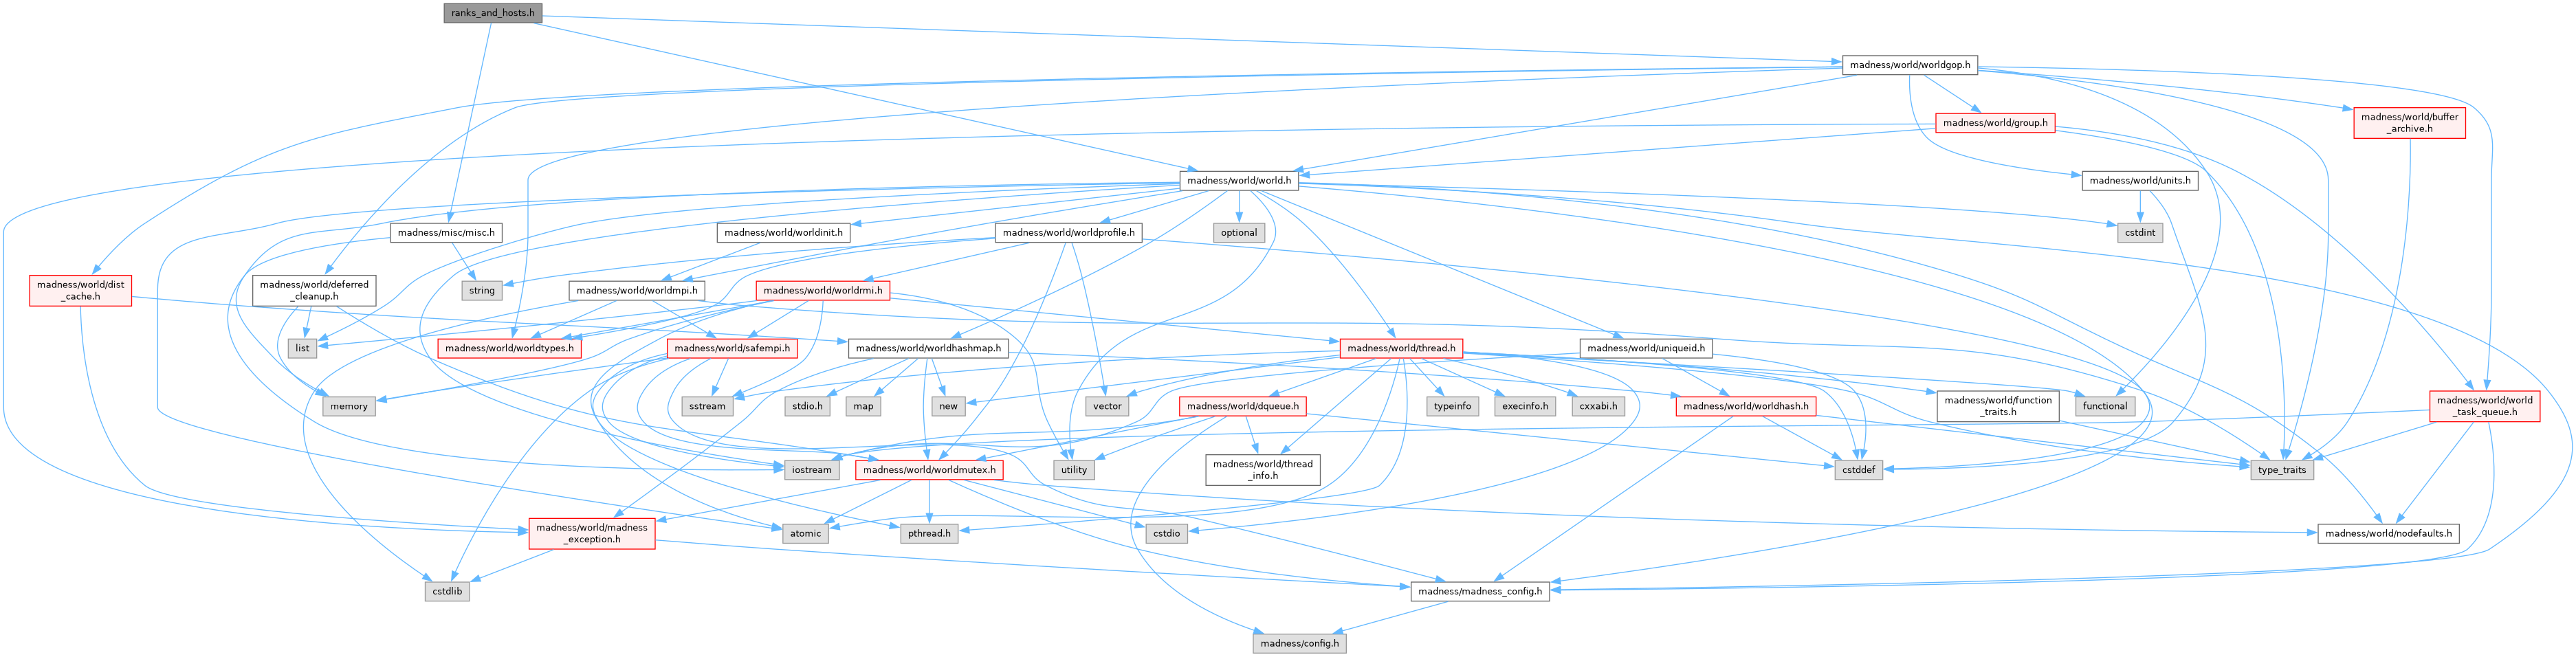 ranks_and_hosts.h
madness/world/worldgop.h
madness/world/buffer
_archive.h
madness/world/group.h
madness/world/world.h
madness/world/units.h
madness/misc/misc.h
madness/world/worldinit.h
madness/world/worldprofile.h
optional
cstdint
madness/world/dist
_cache.h
madness/world/deferred
_cleanup.h
string
madness/world/worldmpi.h
madness/world/worldrmi.h
list
madness/world/worldtypes.h
madness/world/safempi.h
madness/world/worldhashmap.h
madness/world/thread.h
madness/world/uniqueid.h
memory
sstream
stdio.h
map
new
vector
madness/world/dqueue.h
typeinfo
execinfo.h
cxxabi.h
madness/world/worldhash.h
madness/world/function
_traits.h
functional
madness/world/world
_task_queue.h
iostream
madness/world/worldmutex.h
utility
madness/world/thread
_info.h
cstddef
type_traits
madness/world/madness
_exception.h
atomic
pthread.h
cstdio
madness/world/nodefaults.h
cstdlib
madness/madness_config.h
madness/config.h